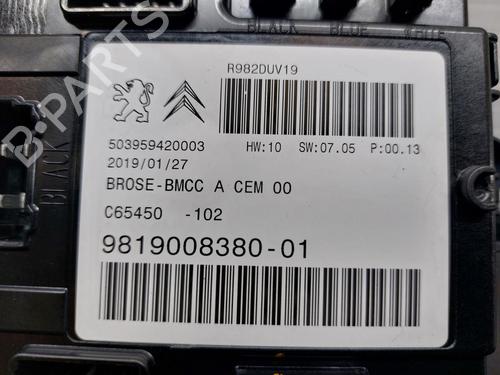 BLACK BLUE
R982DUV19
503959420003 HW:10 SW:07.05 P:00.13
2019/01/27
BROSE-BMCC A CEM 00
C65450 -102
9819008380-01
BLACK
B-PARTS